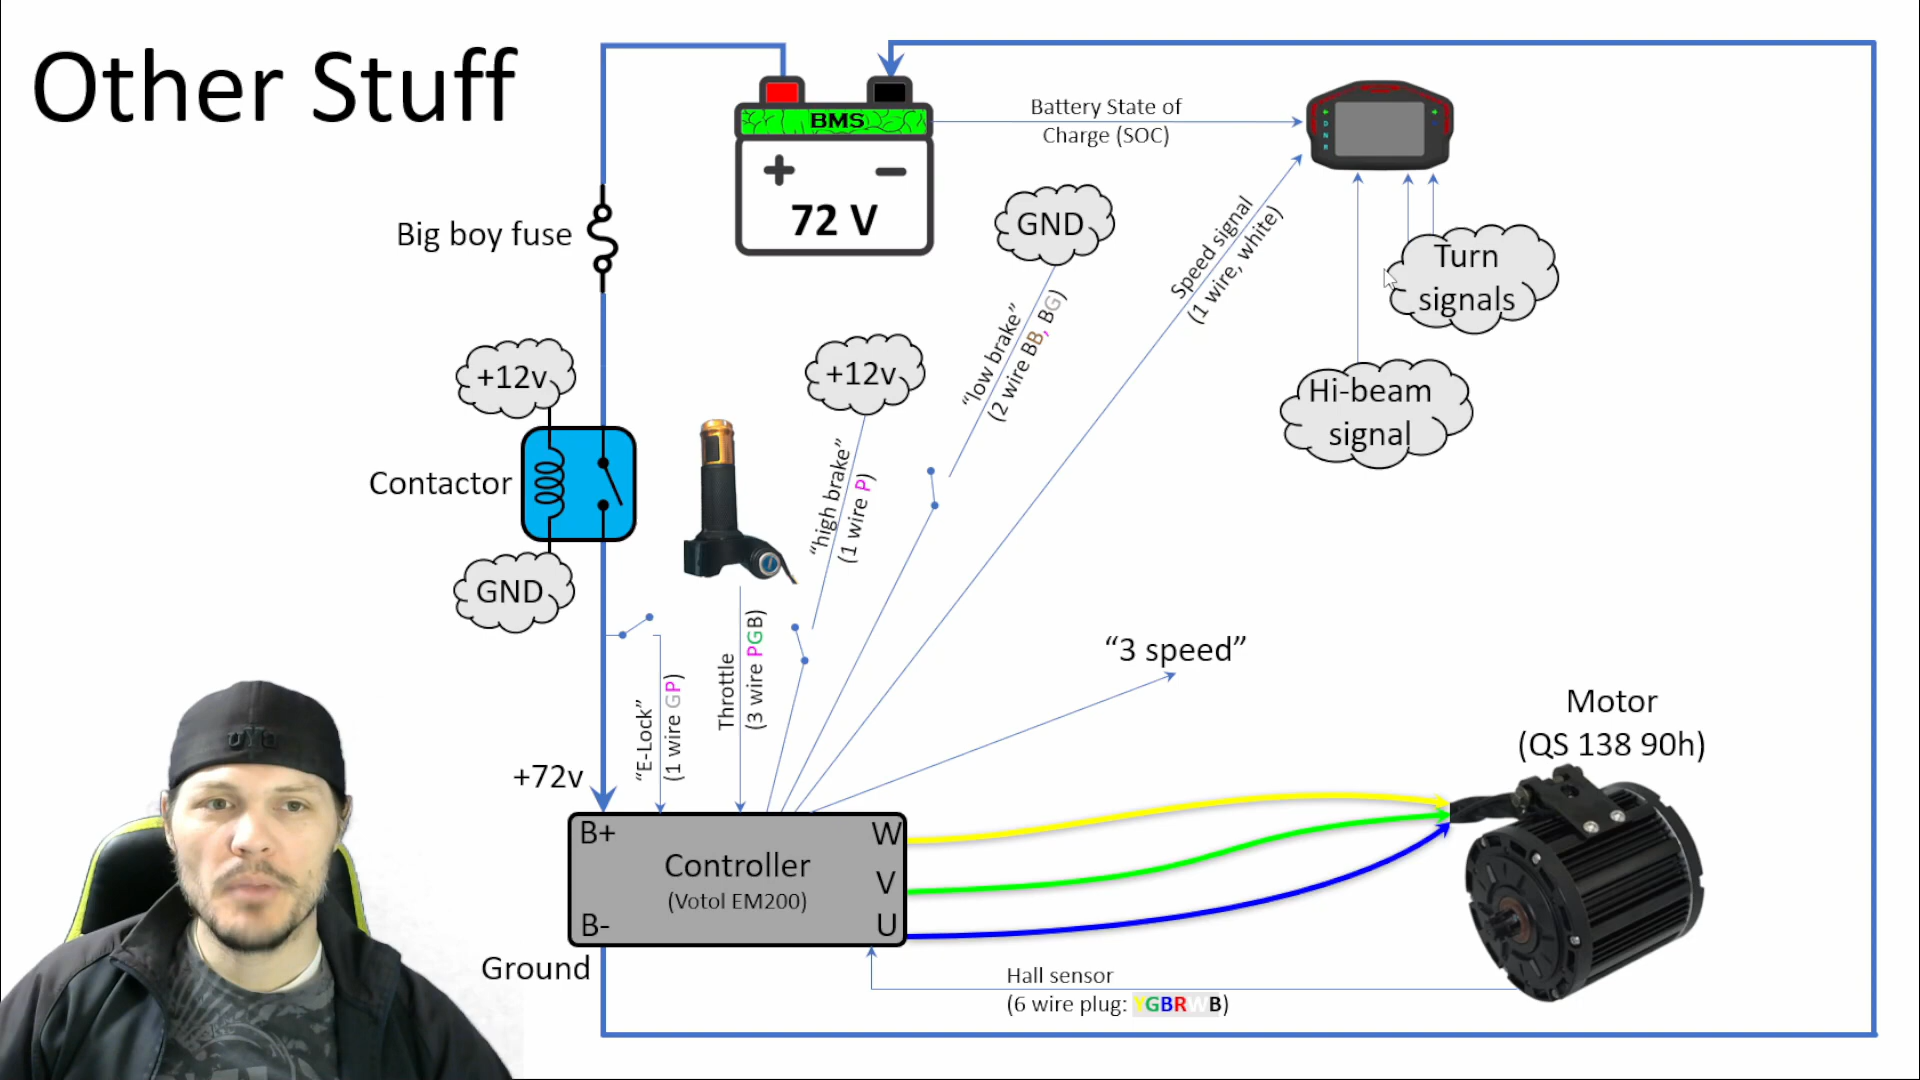 Other Stuff
BMS
72 V
Battery State of
Charge (SOC)
Big boy fuse
GND
Speed signal
(1 wire, white)
Turn
signals
"low brake"
(2 wire BB, BG)
+12v
+12v
Hi-beam
signal
Contactor
"high brake"
(1 wire P)
GND
"E-Lock"
(1 wire GP)
Throttle
(3 wire PGB)
"3 speed"
Motor
(QS 138 90h)
+72v
B+
W
Controller
(Votol EM200)
V
B-
U
Ground
Hall sensor
(6 wire plug: YGBRWB)